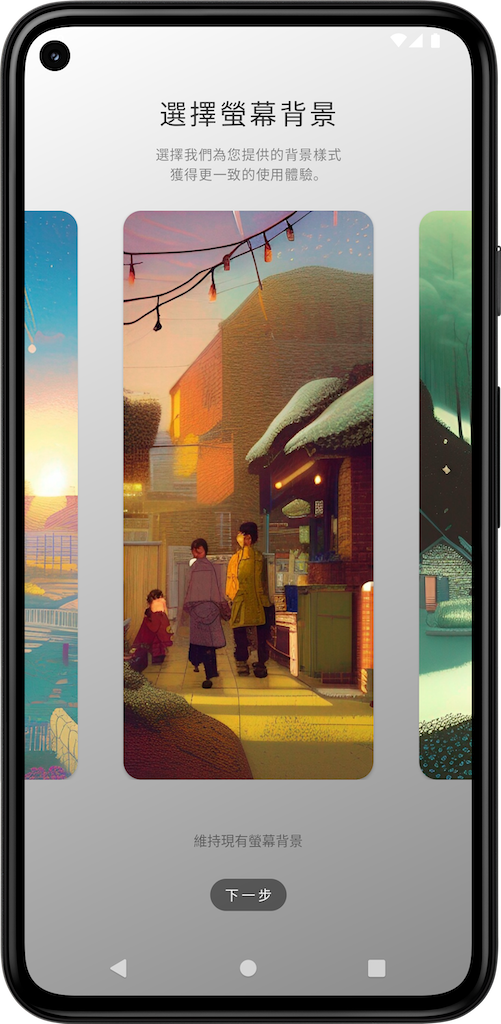 選擇螢幕背景
選擇我們為您提供的背景樣式
獲得更一致的使用體驗。
維持現有螢幕背景
下一步